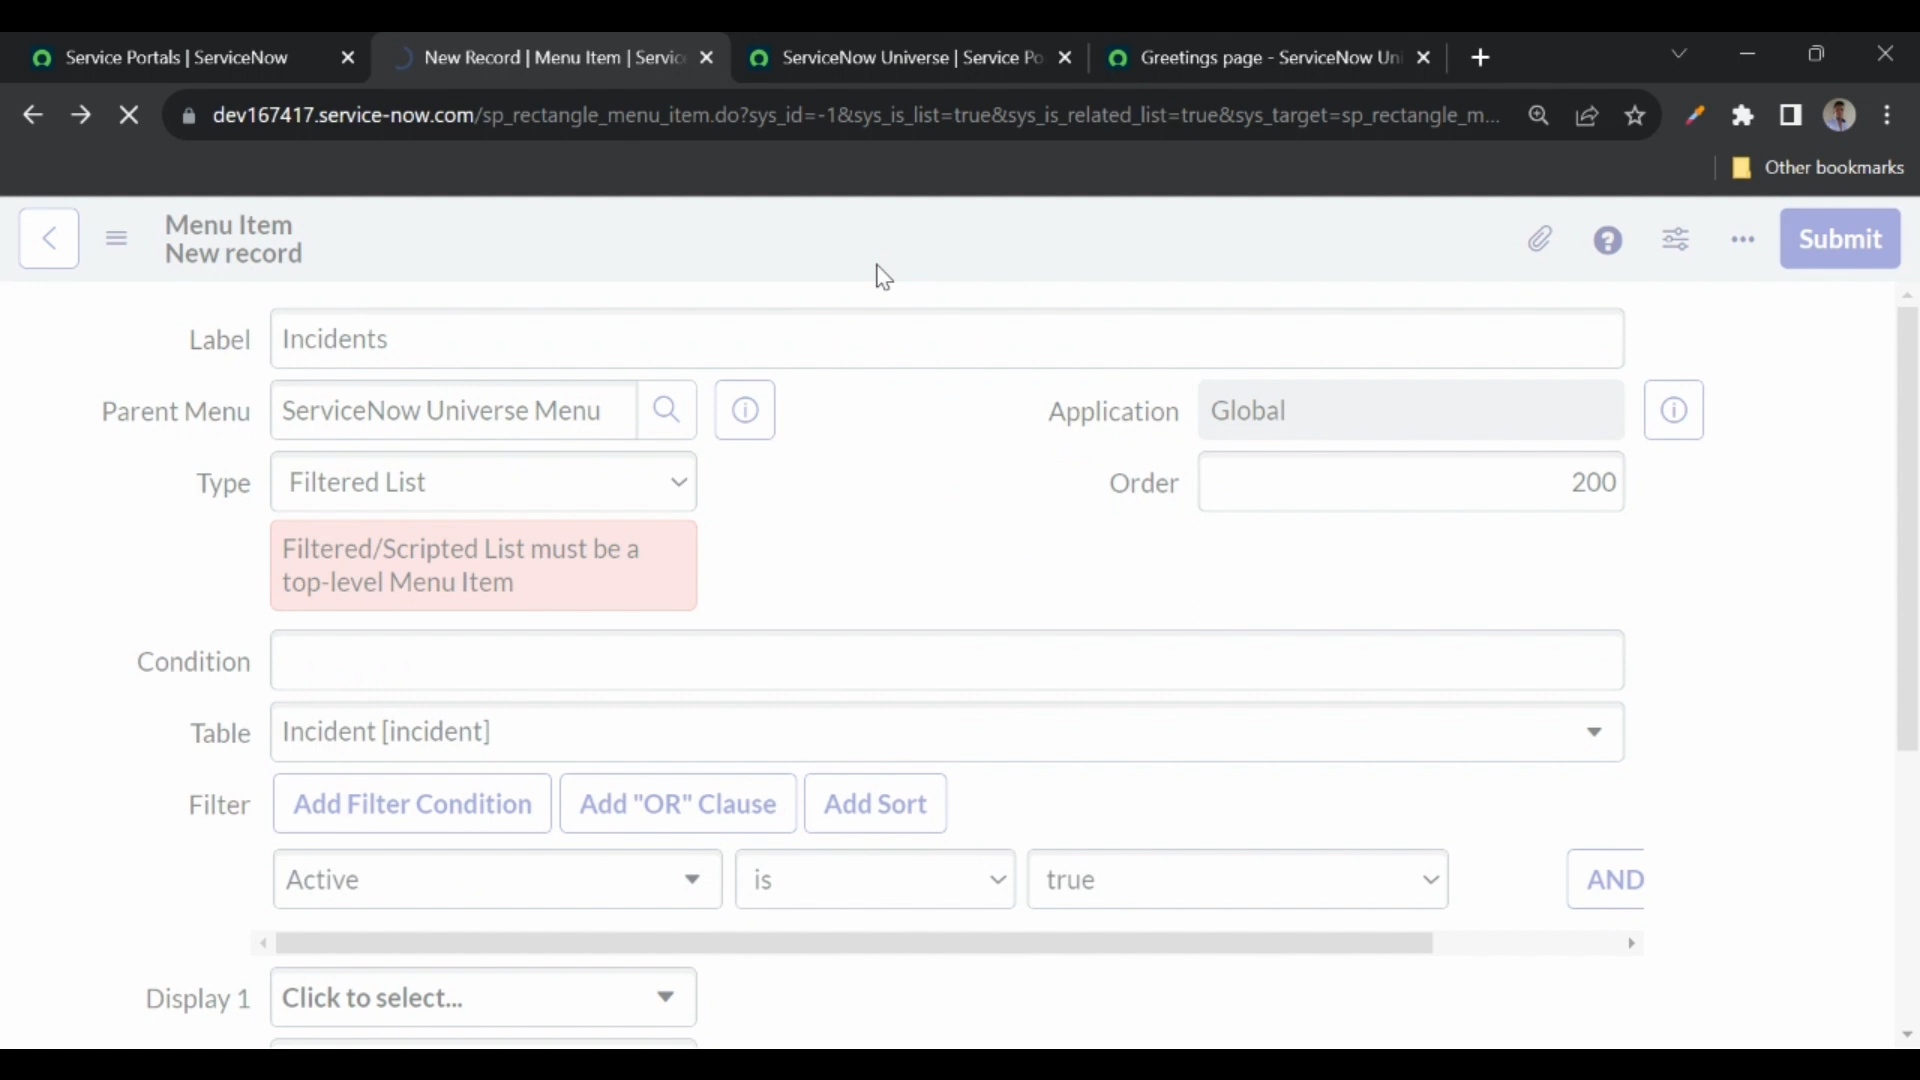 Service Portals | ServiceNow
New Record | Menu Item | Servic
ServiceNow Universe | Service Po
Greetings page - ServiceNow Uni
dev167417.service-now.com/sp_rectangle_menu_item.do?sys_id=-1&sys_is_list=true&sys_is_related_list=true&sys_target=sp_rectangle_m...
Other bookmarks
Menu Item
New record
Submit
Label Incidents
Parent Menu ServiceNow Universe Menu Application Global
Type Filtered List Order 200
Filtered/Scripted List must be a
top-level Menu Item
Condition
Table Incident [incident]
Filter Add Filter Condition Add "OR" Clause Add Sort
Active is true AND
Display 1 Click to select...